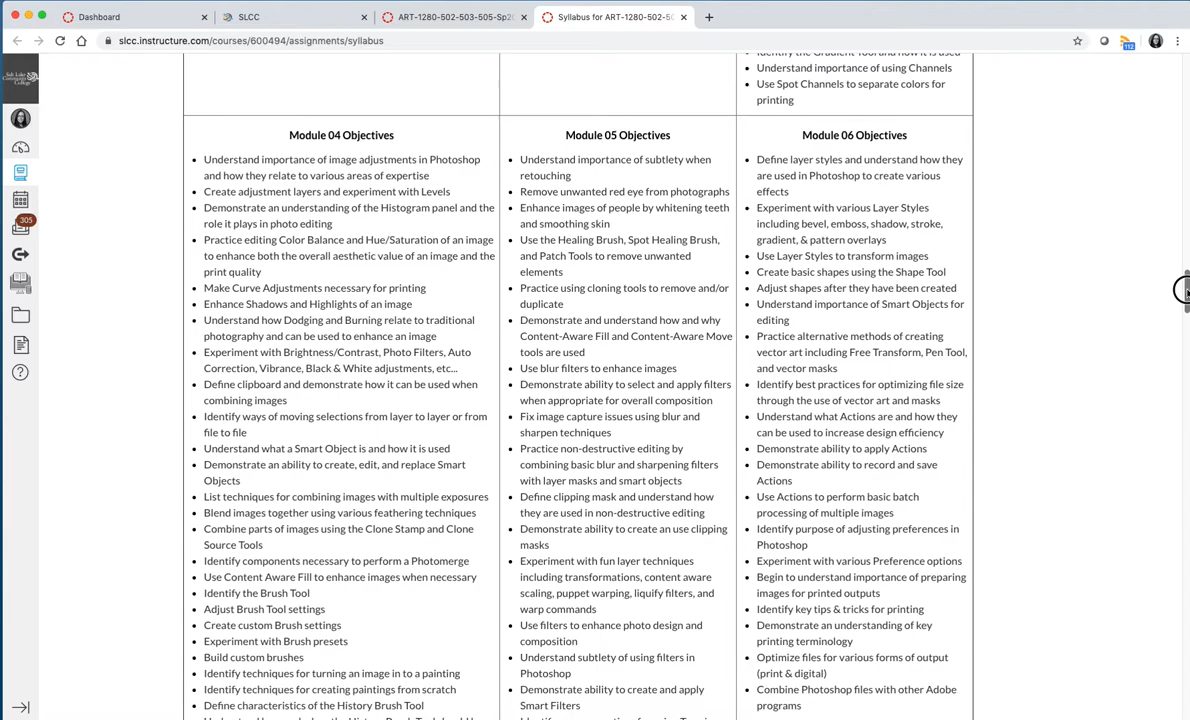 Dashboard
SLCC
ART-1280-502-503-505-Sp20
Syllabus for ART-1280-502-50
slcc.instructure.com/courses/600494/assignments/syllabus
112
Salt Lake
Community
College
305
Identify the Gradient Tool and how it is used
Understand importance of using Channels
Use Spot Channels to separate colors for
printing
Module 04 Objectives
Understand importance of image adjustments in Photoshop
and how they relate to various areas of expertise
Create adjustment layers and experiment with Levels
Demonstrate an understanding of the Histogram panel and the
role it plays in photo editing
Practice editing Color Balance and Hue/Saturation of an image
to enhance both the overall aesthetic value of an image and the
print quality
Make Curve Adjustments necessary for printing
Enhance Shadows and Highlights of an image
Understand how Dodging and Burning relate to traditional
photography and can be used to enhance an image
Experiment with Brightness/Contrast, Photo Filters, Auto
Correction, Vibrance, Black & White adjustments, etc...
Define clipboard and demonstrate how it can be used when
combining images
Identify ways of moving selections from layer to layer or from
file to file
Understand what a Smart Object is and how it is used
Demonstrate an ability to create, edit, and replace Smart
Objects
List techniques for combining images with multiple exposures
Blend images together using various feathering techniques
Combine parts of images using the Clone Stamp and Clone
Source Tools
Identify components necessary to perform a Photomerge
Use Content Aware Fill to enhance images when necessary
Identify the Brush Tool
Adjust Brush Tool settings
Create custom Brush settings
Experiment with Brush presets
Build custom brushes
Identify techniques for turning an image in to a painting
Identify techniques for creating paintings from scratch
Define characteristics of the History Brush Tool
Module 05 Objectives
Understand importance of subtlety when
retouching
Remove unwanted red eye from photographs
Enhance images of people by whitening teeth
and smoothing skin
Use the Healing Brush, Spot Healing Brush,
and Patch Tools to remove unwanted
elements
Practice using cloning tools to remove and/or
duplicate
Demonstrate and understand how and why
Content-Aware Fill and Content-Aware Move
tools are used
Use blur filters to enhance images
Demonstrate ability to select and apply filters
when appropriate for overall composition
Fix image capture issues using blur and
sharpen techniques
Practice non-destructive editing by
combining basic blur and sharpening filters
with layer masks and smart objects
Define clipping mask and understand how
they are used in non-destructive editing
Demonstrate ability to create an use clipping
masks
Experiment with fun layer techniques
including transformations, content aware
scaling, puppet warping, liquify filters, and
warp commands
Use filters to enhance photo design and
composition
Understand subtlety of using filters in
Photoshop
Demonstrate ability to create and apply
Smart Filters
Module 06 Objectives
Define layer styles and understand how they
are used in Photoshop to create various
effects
Experiment with various Layer Styles
including bevel, emboss, shadow, stroke,
gradient, & pattern overlays
Use Layer Styles to transform images
Create basic shapes using the Shape Tool
Adjust shapes after they have been created
Understand importance of Smart Objects for
editing
Practice alternative methods of creating
vector art including Free Transform, Pen Tool,
and vector masks
Identify best practices for optimizing file size
through the use of vector art and masks
Understand what Actions are and how they
can be used to increase design efficiency
Demonstrate ability to apply Actions
Demonstrate ability to record and save
Actions
Use Actions to perform basic batch
processing of multiple images
Identify purpose of adjusting preferences in
Photoshop
Experiment with various Preference options
Begin to understand importance of preparing
images for printed outputs
Identify key tips & tricks for printing
Demonstrate an understanding of key
printing terminology
Optimize files for various forms of output
(print & digital)
Combine Photoshop files with other Adobe
programs